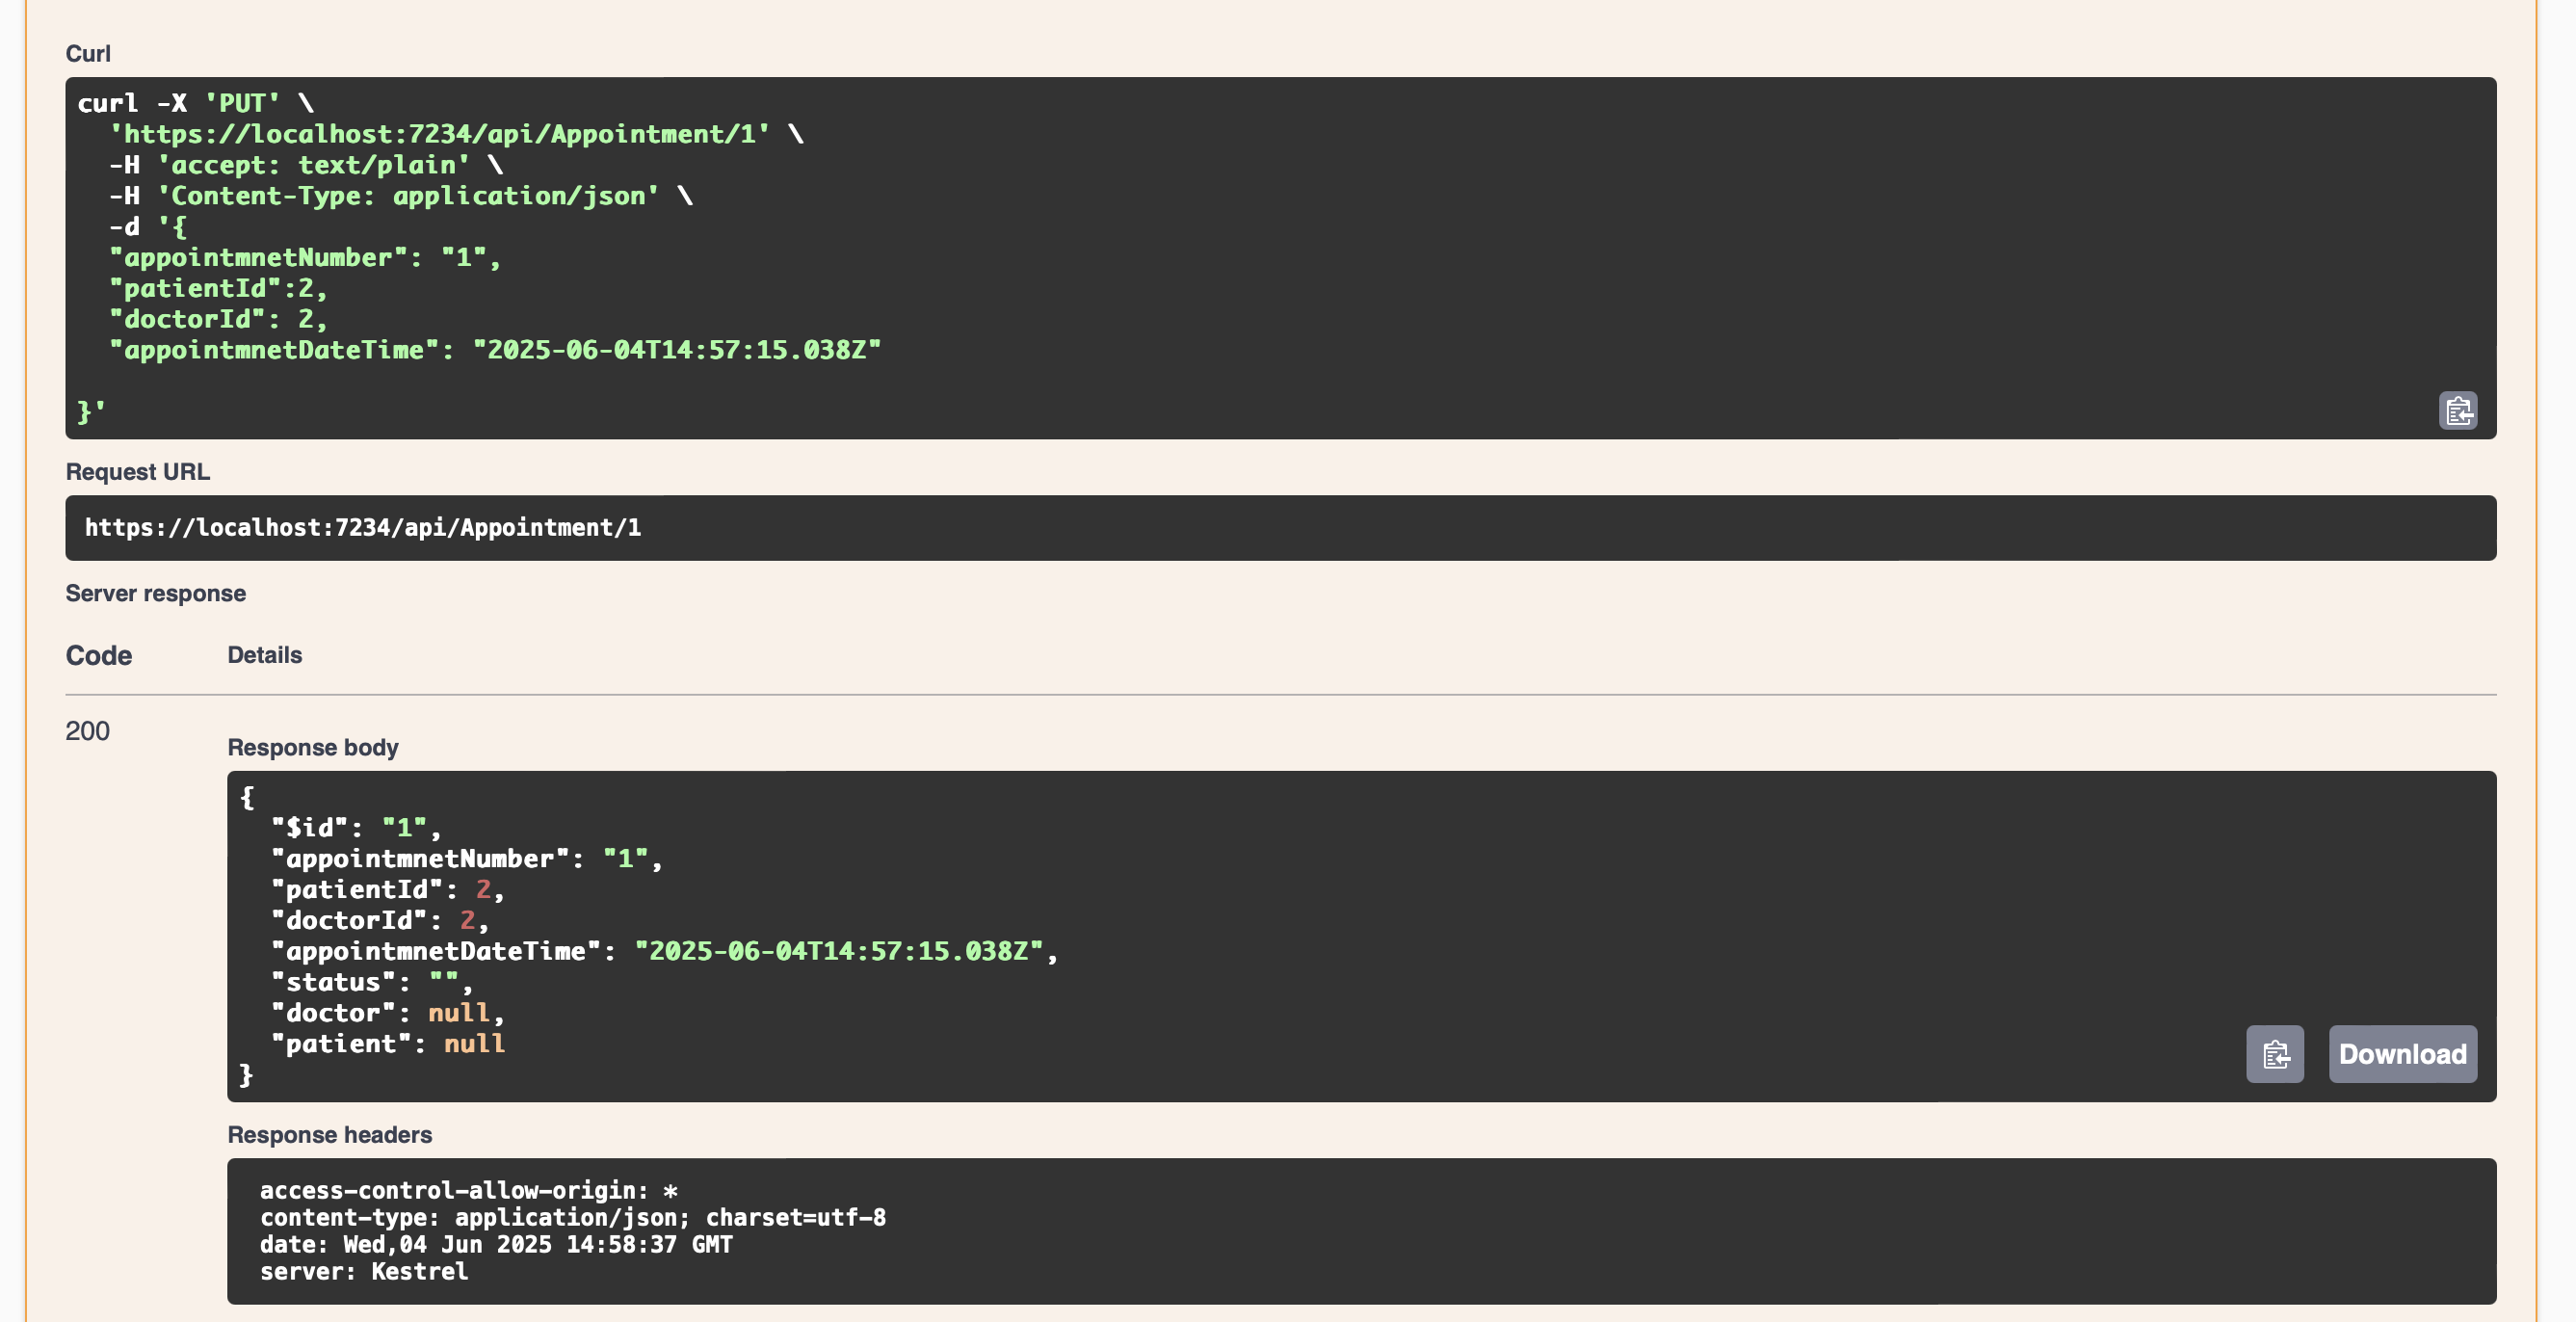 Curl
curl -X 'PUT' \
  'https://localhost:7234/api/Appointment/1' \
  -H 'accept: text/plain' \
  -H 'Content-Type: application/json' \
  -d '{
  "appointmnetNumber": "1",
  "patientId":2,
  "doctorId": 2,
  "appointmnetDateTime": "2025-06-04T14:57:15.038Z"
}'
Request URL
https://localhost:7234/api/Appointment/1
Server response
Code Details
200
Response body
{
  "$id": "1",
  "appointmnetNumber": "1",
  "patientId": 2,
  "doctorId": 2,
  "appointmnetDateTime": "2025-06-04T14:57:15.038Z",
  "status": "",
  "doctor": null,
  "patient": null
}
Download
Response headers
access-control-allow-origin: *
content-type: application/json; charset=utf-8
date: Wed,04 Jun 2025 14:58:37 GMT
server: Kestrel